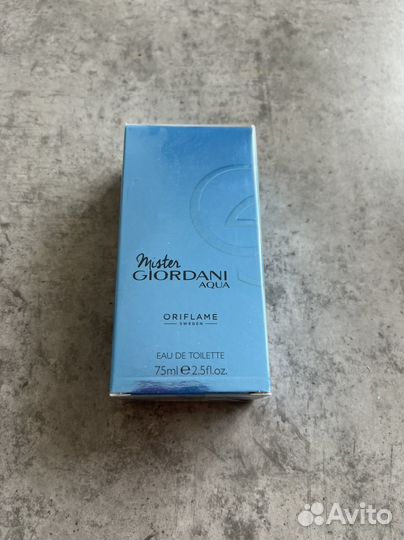 Mister
GIORDANI
AQUA
ORIFLAME
SWEDEN
EAU DE TOILETTE
75ml e 2.5fl.oz.
Avito